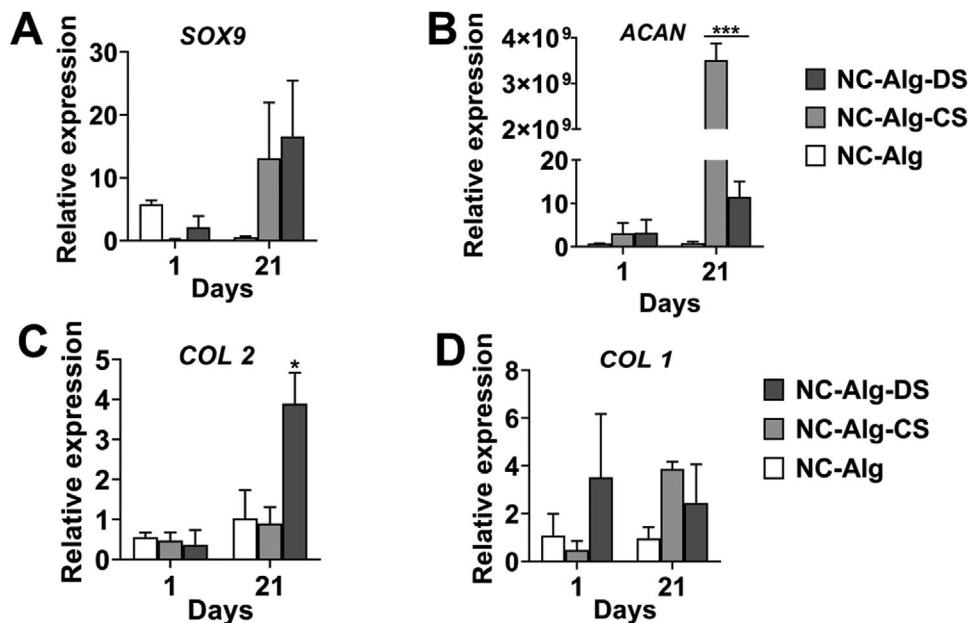 A
SOX9
Relative expression
30
20
10
0
1
21
Days
B
ACAN
***
Relative expression
4×10⁹
3×10⁹
2×10⁹
20
10
0
1
21
Days
NC-Alg-DS
NC-Alg-CS
NC-Alg
C
COL 2
*
Relative expression
5
4
3
2
1
0
1
21
Days
D
COL 1
Relative expression
8
6
4
2
0
1
21
Days
NC-Alg-DS
NC-Alg-CS
NC-Alg